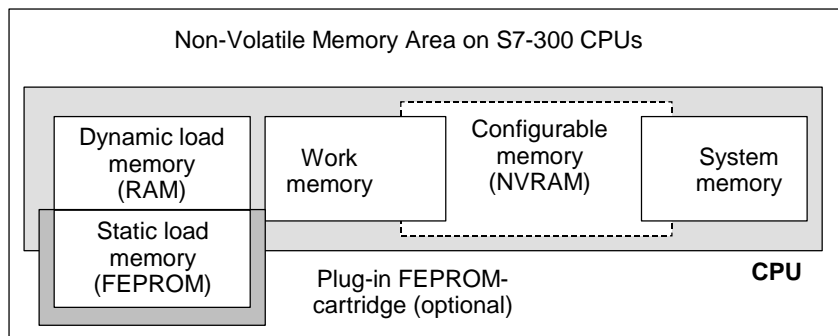 Non-Volatile Memory Area on S7-300 CPUs
Dynamic load
memory
(RAM)
Work
memory
Configurable
memory
(NVRAM)
System
memory
Static load
memory
(FEPROM)
Plug-in FEPROM-
cartridge (optional)
CPU